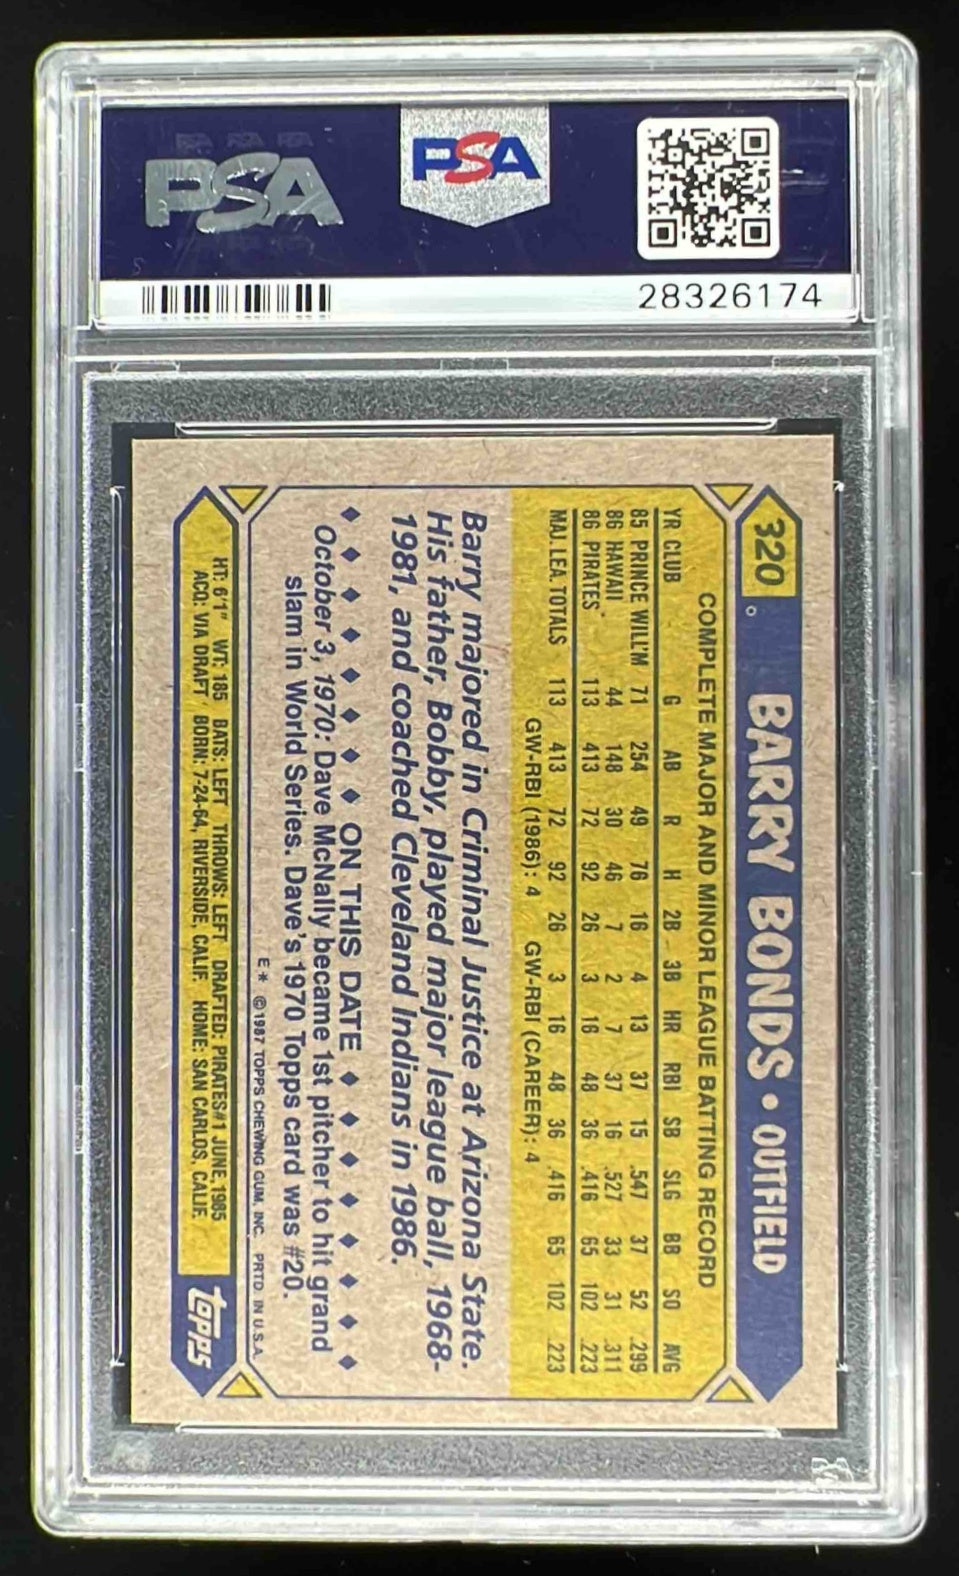 PSA
PSA
28326174
320
BARRY BONDS • OUTFIELD
COMPLETE MAJOR AND MINOR LEAGUE BATTING RECORD
YR CLUB G AB R H 2B 3B HR RBI SB SLG BB SO AVG
85 PRINCE WILL'M 71 254 49 76 16 4 13 37 15 .547 37 52 .299
86 HAWAII 44 148 30 46 7 2 7 37 16 .527 33 31 .311
86 PIRATES 113 413 72 92 26 3 16 48 36 .416 65 102 .223
MAJ. LEA. TOTALS 113 413 72 92 26 3 16 48 36 .416 65 102 .223
GW-RBI (1986): 4 GW-RBI (CAREER): 4
Barry majored in Criminal Justice at Arizona State.
His father, Bobby, played major league ball, 1968-
1981, and coached Cleveland Indians in 1986.
ON THIS DATE
October 3, 1970: Dave McNally became 1st pitcher to hit grand
slam in World Series. Dave's 1970 Topps card was #20.
E* ©1987 TOPPS CHEWING GUM, INC. PRTD. IN U.S.A.
HT: 6'1" WT: 185 BATS: LEFT THROWS: LEFT DRAFTED: PIRATES#1 JUNE, 1985
ACQ: VIA DRAFT BORN: 7-24-64, RIVERSIDE, CALIF. HOME: SAN CARLOS, CALIF.
topps